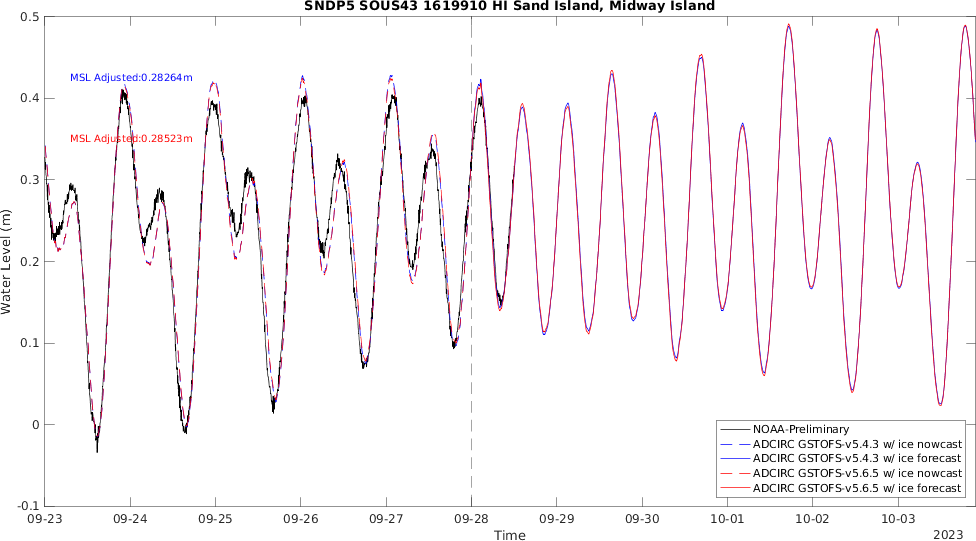 SNDP5 SOUS43 1619910 HI Sand Island, Midway Island
0.5
MSL Adjusted:0.28264m
0.4
MSL Adjusted:0.28523m
0.3
Water Level (m)
0.2
0.1
0
-0.1
NOAA-Preliminary
ADCIRC GSTOFS-v5.4.3 w/ ice nowcast
ADCIRC GSTOFS-v5.4.3 w/ ice forecast
ADCIRC GSTOFS-v5.6.5 w/ ice nowcast
ADCIRC GSTOFS-v5.6.5 w/ ice forecast
09-23 09-24 09-25 09-26 09-27 09-28 09-29 09-30 10-01 10-02 10-03
Time
2023